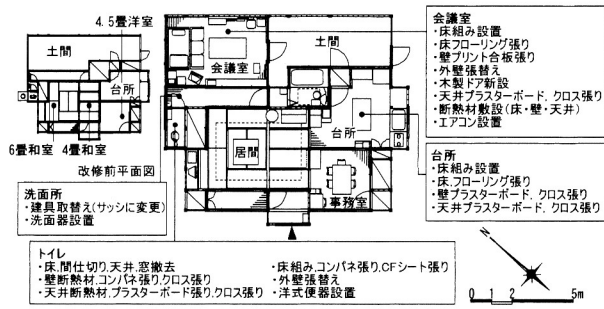 4.5畳洋室
土間
台所
6畳和室 4畳和室
改修前平面図
会議室
土間
台所
居間
事務室
会議室
・床組み設置
・床フローリング張り
・壁プリント合板張り
・外壁張替え
・木製ドア新設
・天井プラスターボード、クロス張り
・断熱材敷設(床・壁・天井)
・エアコン設置
台所
・床組み設置
・床、フローリング張り
・壁プラスターボード、クロス張り
・天井プラスターボード、クロス張り
洗面所
・建具取替え(サッシに変更)
・洗面器設置
トイレ
・床、間仕切り、天井、窓撤去
・壁断熱材、コンパネ張り、クロス張り
・天井断熱材、プラスターボード張り、クロス張り
・床組み、コンパネ張り、CFシート張り
・外壁張替え
・洋式便器設置
N
0 1 2 5m